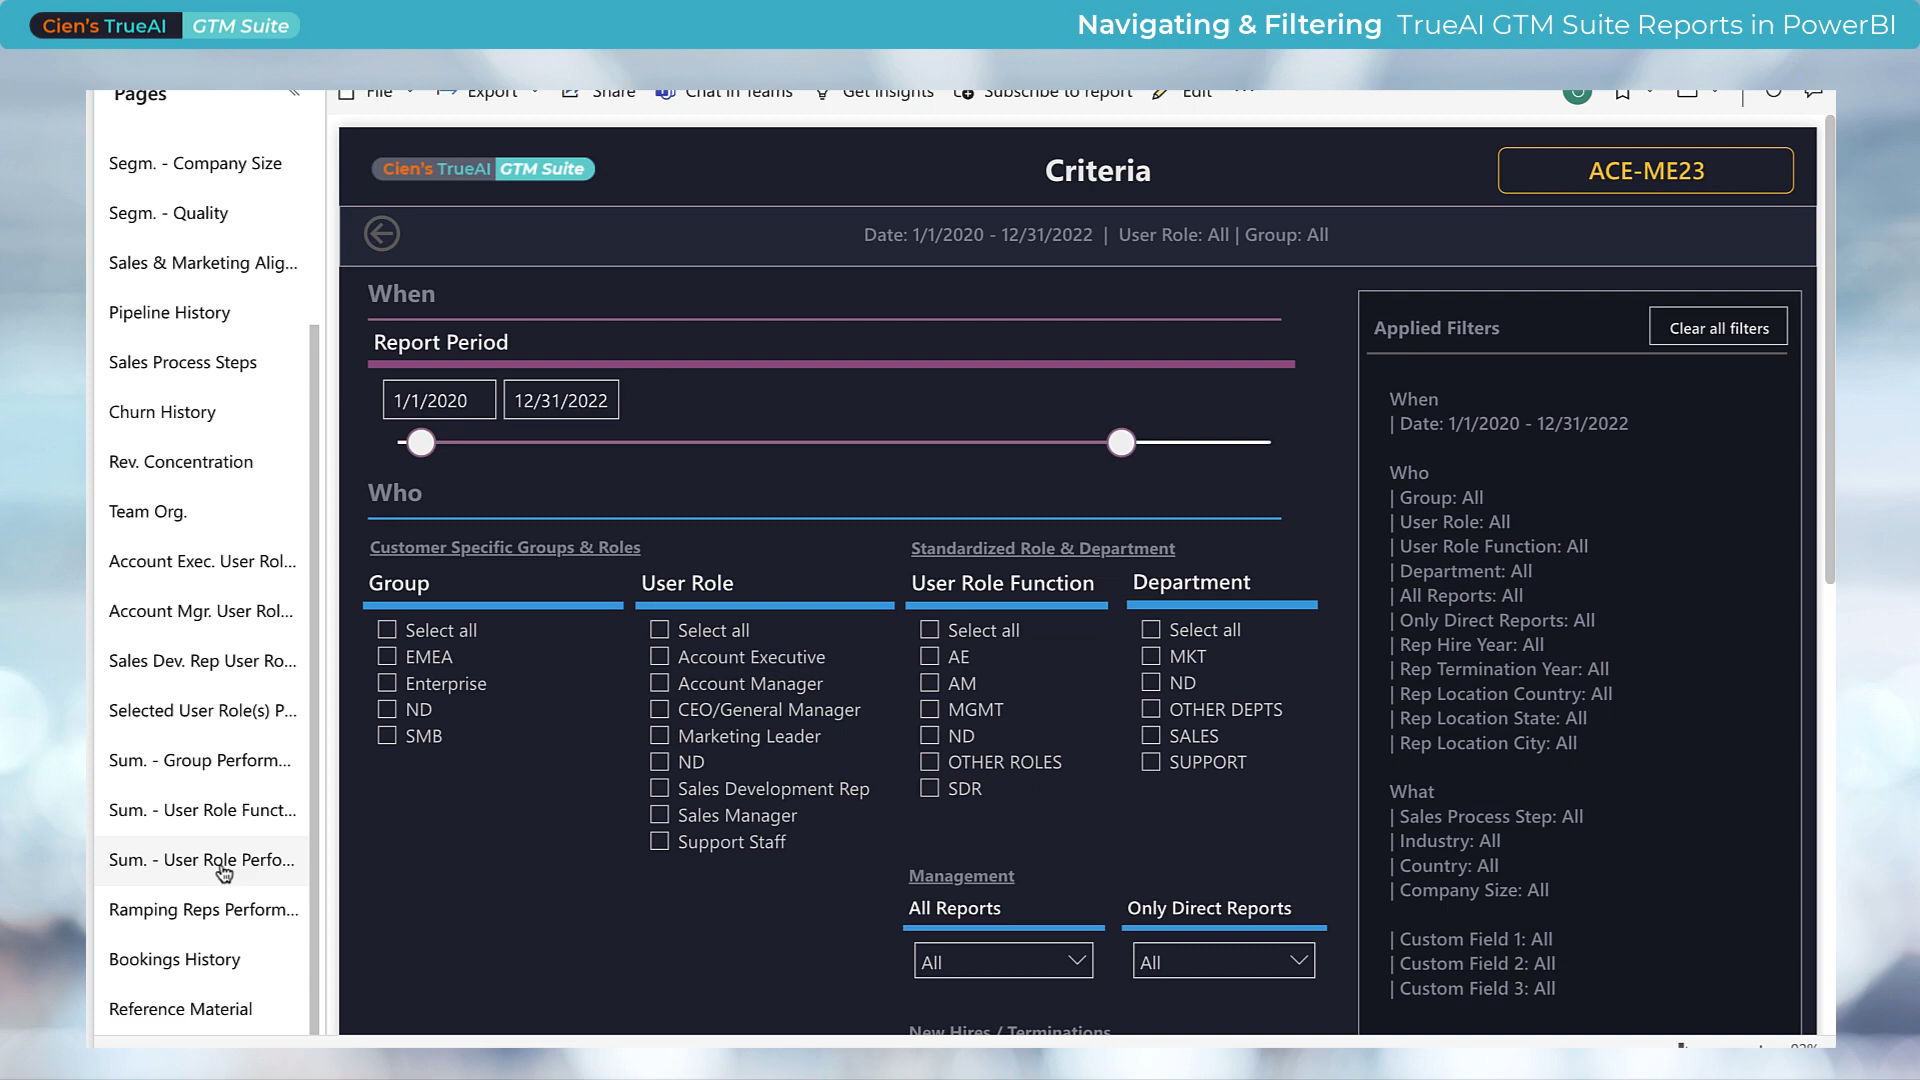 Cien's TrueAI GTM Suite
Navigating & Filtering TrueAI GTM Suite Reports in PowerBI
Pages
File Export Share Chat in Teams Get insights Subscribe to report Edit
Segm. - Company Size
Segm. - Quality
Sales & Marketing Alig...
Pipeline History
Sales Process Steps
Churn History
Rev. Concentration
Team Org.
Account Exec. User Rol...
Account Mgr. User Rol...
Sales Dev. Rep User Ro...
Selected User Role(s) P...
Sum. - Group Perform...
Sum. - User Role Funct...
Sum. - User Role Perfo...
Ramping Reps Perform...
Bookings History
Reference Material
Cien's TrueAI GTM Suite
Criteria
ACE-ME23
Date: 1/1/2020 - 12/31/2022 | User Role: All | Group: All
When
Report Period
1/1/2020 12/31/2022
Who
Customer Specific Groups & Roles
Group
Select all
EMEA
Enterprise
ND
SMB
User Role
Select all
Account Executive
Account Manager
CEO/General Manager
Marketing Leader
ND
Sales Development Rep
Sales Manager
Support Staff
Standardized Role & Department
User Role Function
Select all
AE
AM
MGMT
ND
OTHER ROLES
SDR
Department
Select all
MKT
ND
OTHER DEPTS
SALES
SUPPORT
Management
All Reports
All
Only Direct Reports
All
New Hires / Terminations
Applied Filters
Clear all filters
When
| Date: 1/1/2020 - 12/31/2022
Who
| Group: All
| User Role: All
| User Role Function: All
| Department: All
| All Reports: All
| Only Direct Reports: All
| Rep Hire Year: All
| Rep Termination Year: All
| Rep Location Country: All
| Rep Location State: All
| Rep Location City: All
What
| Sales Process Step: All
| Industry: All
| Country: All
| Company Size: All
| Custom Field 1: All
| Custom Field 2: All
| Custom Field 3: All